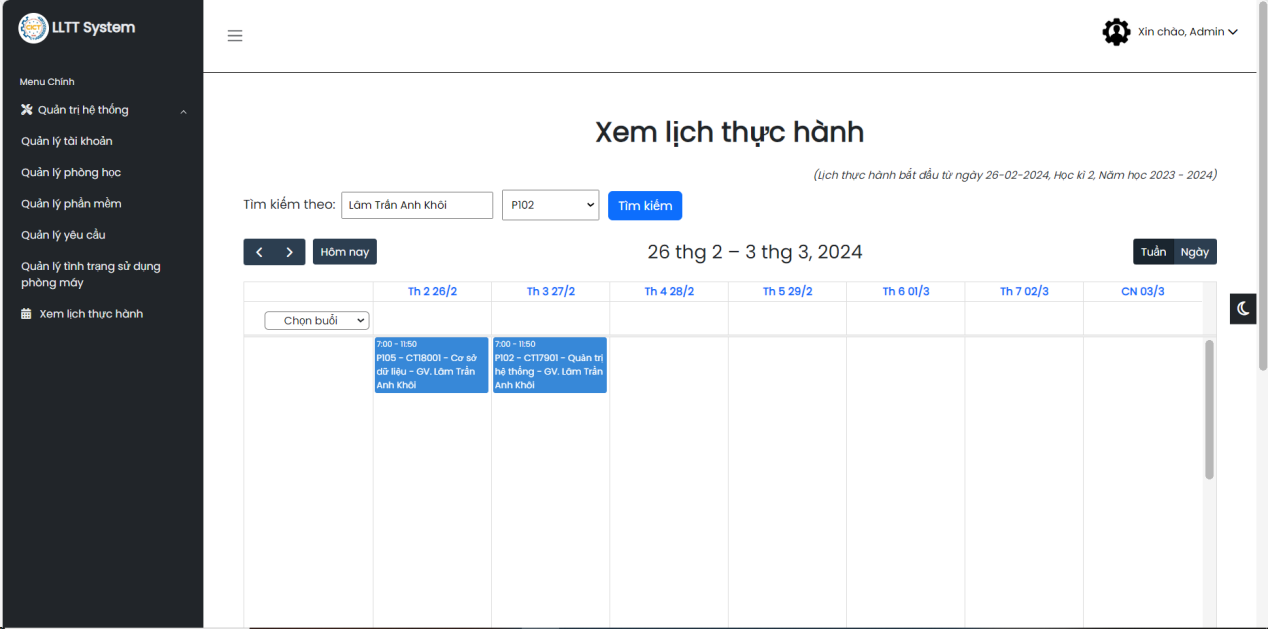 LLTT System
Menu Chính
Quản trị hệ thống
Quản lý tài khoản
Quản lý phòng học
Quản lý phần mềm
Quản lý yêu cầu
Quản lý tình trạng sử dụng
phòng máy
Xem lịch thực hành
Xin chào, Admin
Xem lịch thực hành
(Lịch thực hành bắt đầu từ ngày 26-02-2024, Học kì 2, Năm học 2023 - 2024)
Tìm kiếm theo: Lâm Trần Anh Khôi P102 Tìm kiếm
Hôm nay 26 thg 2 – 3 thg 3, 2024 Tuần Ngày
Th 2 26/2 Th 3 27/2 Th 4 28/2 Th 5 29/2 Th 6 01/3 Th 7 02/3 CN 03/3
Chọn buổi
7:00 - 11:50
P105 - CT18001 - Cơ sở
dữ liệu - GV. Lâm Trần
Anh Khôi
7:00 - 11:50
P102 - CT17901 - Quản trị
hệ thống - GV. Lâm Trần
Anh Khôi